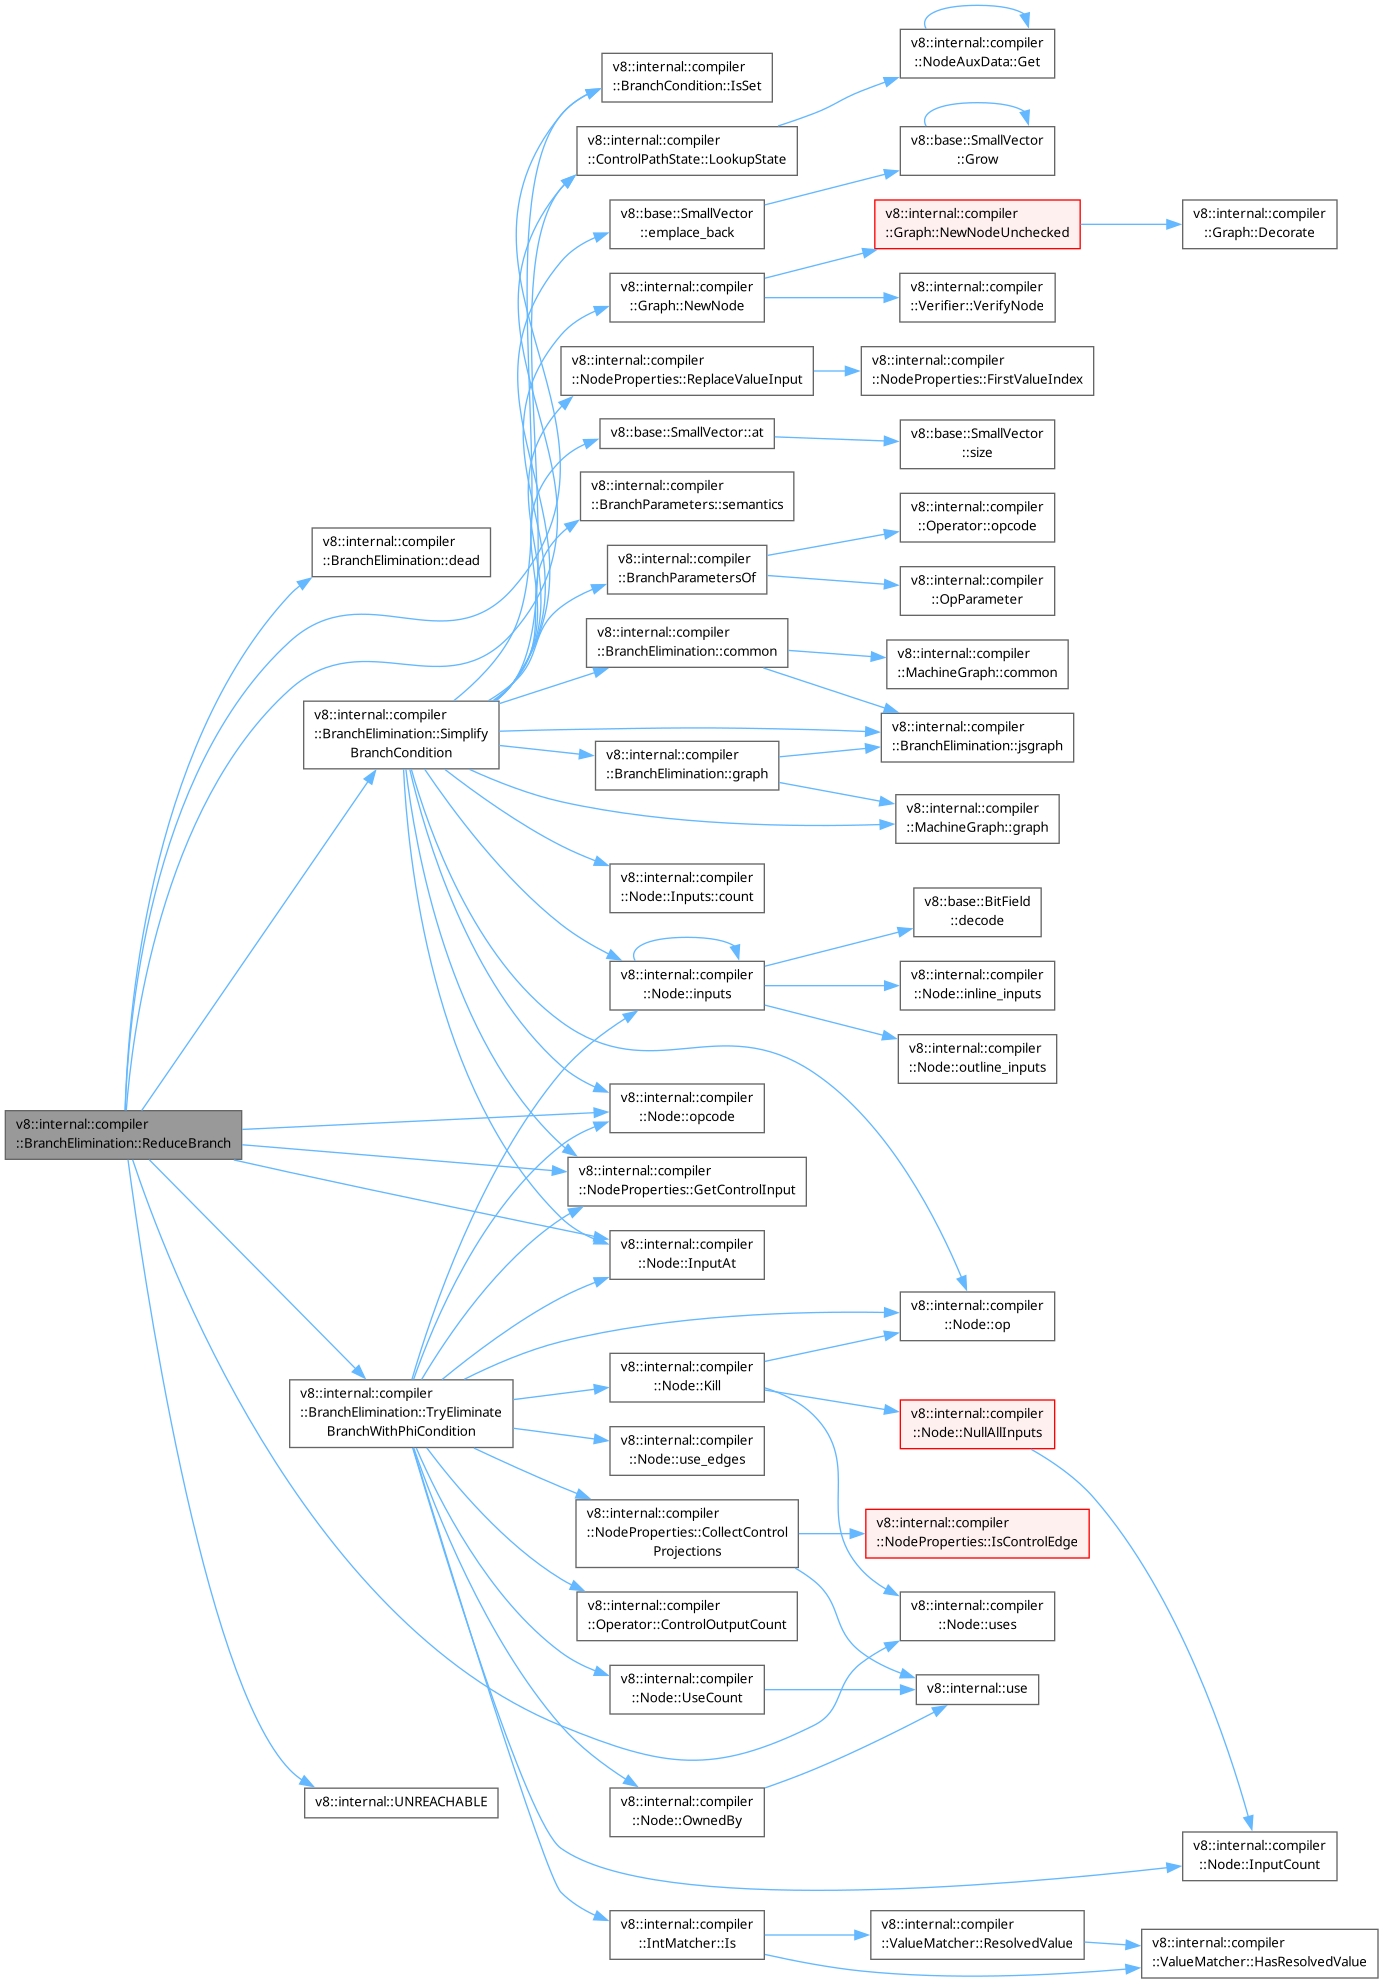 v8::internal::compiler
::NodeAuxData::Get
v8::internal::compiler
::BranchCondition::IsSet
v8::internal::compiler
::ControlPathState::LookupState
v8::base::SmallVector
::Grow
v8::base::SmallVector
::emplace_back
v8::internal::compiler
::Graph::NewNodeUnchecked
v8::internal::compiler
::Graph::Decorate
v8::internal::compiler
::Graph::NewNode
v8::internal::compiler
::Verifier::VerifyNode
v8::internal::compiler
::NodeProperties::ReplaceValueInput
v8::internal::compiler
::NodeProperties::FirstValueIndex
v8::base::SmallVector::at
v8::base::SmallVector
::size
v8::internal::compiler
::BranchParameters::semantics
v8::internal::compiler
::Operator::opcode
v8::internal::compiler
::BranchElimination::dead
v8::internal::compiler
::BranchParametersOf
v8::internal::compiler
::OpParameter
v8::internal::compiler
::BranchElimination::common
v8::internal::compiler
::MachineGraph::common
v8::internal::compiler
::BranchElimination::Simplify
BranchCondition
v8::internal::compiler
::BranchElimination::jsgraph
v8::internal::compiler
::BranchElimination::graph
v8::internal::compiler
::MachineGraph::graph
v8::internal::compiler
::Node::Inputs::count
v8::base::BitField
::decode
v8::internal::compiler
::Node::inputs
v8::internal::compiler
::Node::inline_inputs
v8::internal::compiler
::Node::outline_inputs
v8::internal::compiler
::BranchElimination::ReduceBranch
v8::internal::compiler
::Node::opcode
v8::internal::compiler
::NodeProperties::GetControlInput
v8::internal::compiler
::Node::InputAt
v8::internal::compiler
::Node::op
v8::internal::compiler
::BranchElimination::TryEliminate
BranchWithPhiCondition
v8::internal::compiler
::Node::Kill
v8::internal::compiler
::Node::NullAllInputs
v8::internal::compiler
::Node::use_edges
v8::internal::compiler
::NodeProperties::CollectControl
Projections
v8::internal::compiler
::NodeProperties::IsControlEdge
v8::internal::compiler
::Operator::ControlOutputCount
v8::internal::compiler
::Node::uses
v8::internal::compiler
::Node::UseCount
v8::internal::use
v8::internal::UNREACHABLE
v8::internal::compiler
::Node::OwnedBy
v8::internal::compiler
::Node::InputCount
v8::internal::compiler
::IntMatcher::Is
v8::internal::compiler
::ValueMatcher::ResolvedValue
v8::internal::compiler
::ValueMatcher::HasResolvedValue